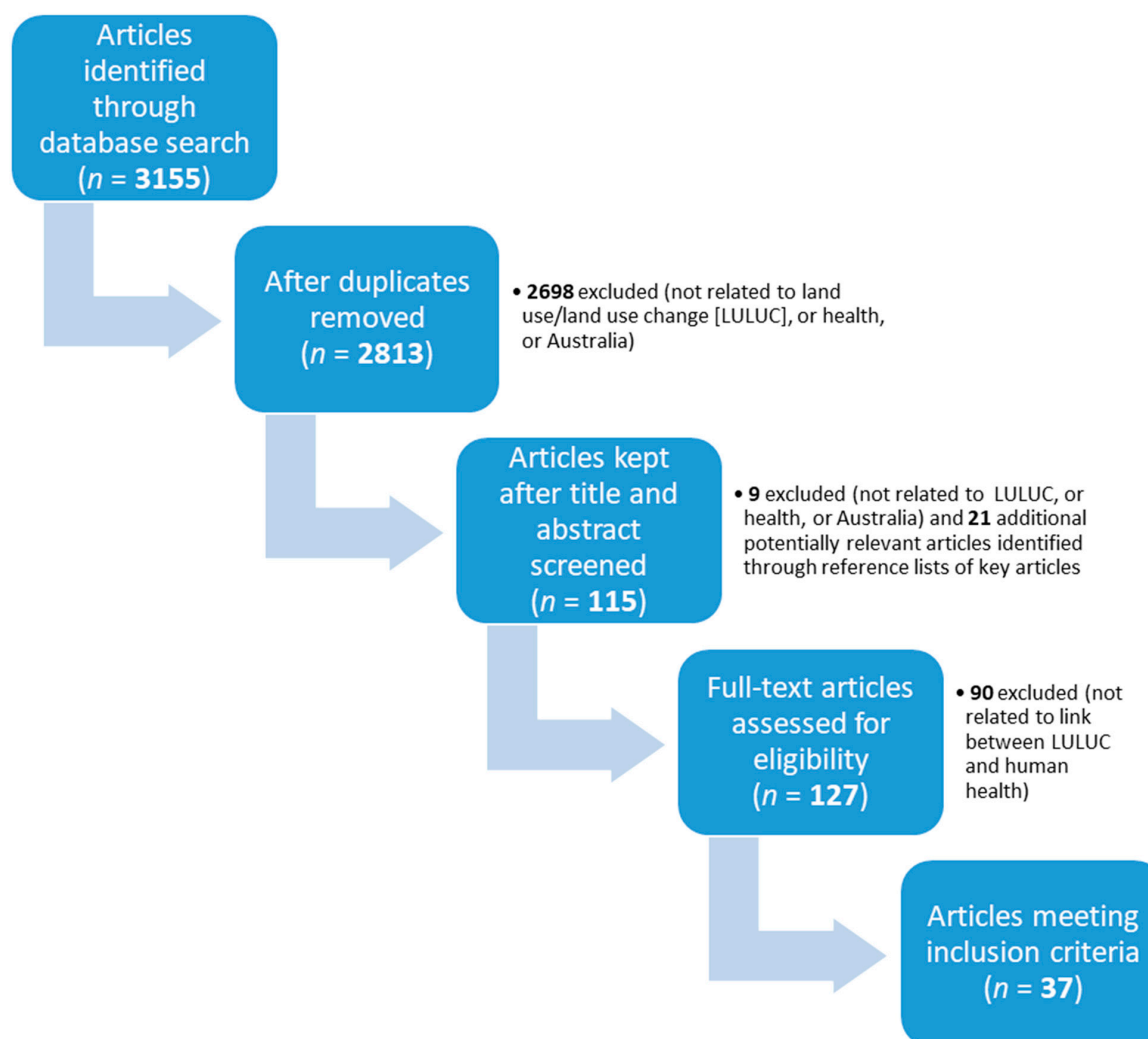 Articles
identified
through
database search
(n = 3155)
After duplicates
removed
(n = 2813)
• 2698 excluded (not related to land
use/land use change [LULUC], or health,
or Australia)
Articles kept
after title and
abstract
screened
(n = 115)
• 9 excluded (not related to LULUC, or
health, or Australia) and 21 additional
potentially relevant articles identified
through reference lists of key articles
Full-text articles
assessed for
eligibility
(n = 127)
• 90 excluded (not
related to link
between LULUC
and human
health)
Articles meeting
inclusion criteria
(n = 37)